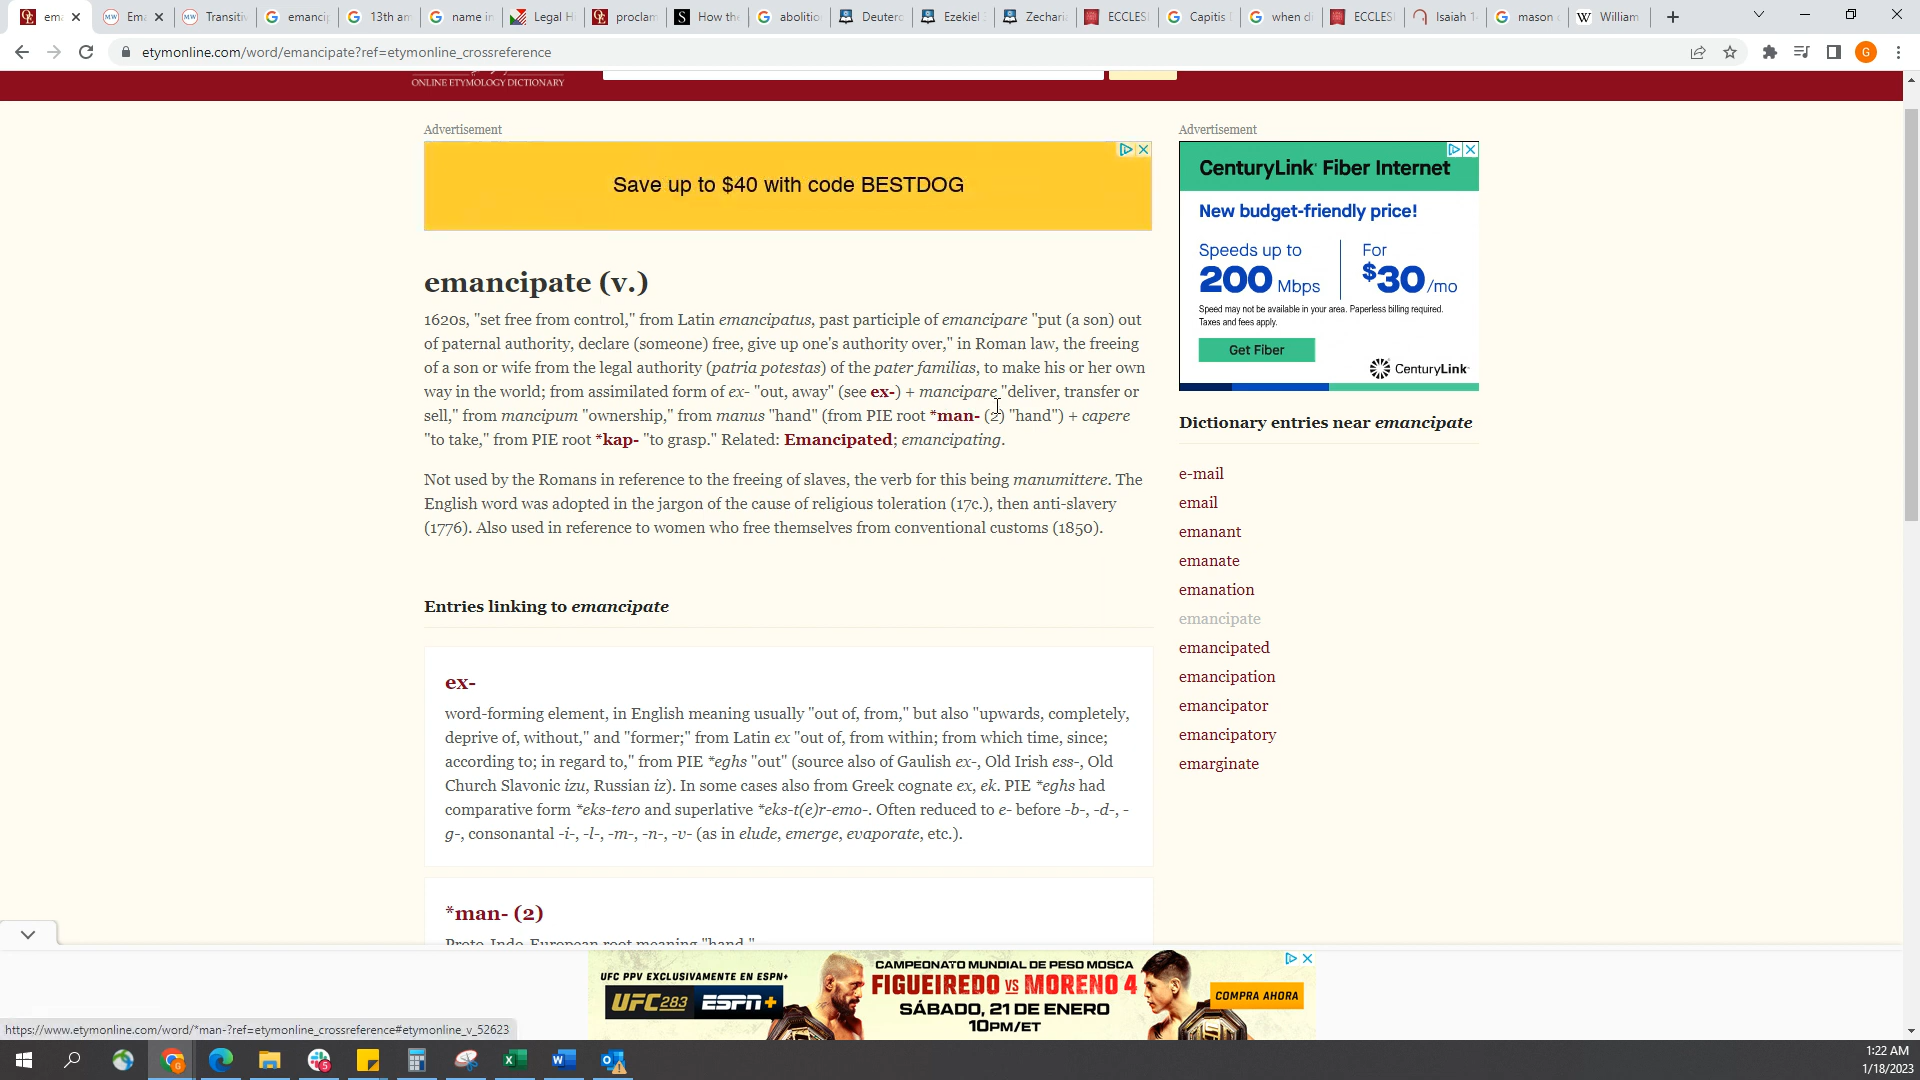 ema
Ema
Transitiv
emancip
13th am
name in
Legal H
proclam
How the
abolitio
Deutero
Ezekiel
Zecharia
ECCLESI
Capitis
when di
ECCLESI
Isaiah 1
mason
William
etymonline.com/word/emancipate?ref=etymonline_crossreference
G
ONLINE ETYMOLOGY DICTIONARY
Advertisement
Save up to $40 with code BESTDOG
emancipate (v.)
1620s, "set free from control," from Latin emancipatus, past participle of emancipare "put (a son) out
of paternal authority, declare (someone) free, give up one's authority over," in Roman law, the freeing
of a son or wife from the legal authority (patria potestas) of the pater familias, to make his or her own
way in the world; from assimilated form of ex- "out, away" (see ex-) + mancipare "deliver, transfer or
sell," from mancipum "ownership," from manus "hand" (from PIE root *man- (2) "hand") + capere
"to take," from PIE root *kap- "to grasp." Related: Emancipated; emancipating.
Not used by the Romans in reference to the freeing of slaves, the verb for this being manumittere. The
English word was adopted in the jargon of the cause of religious toleration (17c.), then anti-slavery
(1776). Also used in reference to women who free themselves from conventional customs (1850).
Entries linking to emancipate
ex-
word-forming element, in English meaning usually "out of, from," but also "upwards, completely,
deprive of, without," and "former;" from Latin ex "out of, from within; from which time, since;
according to; in regard to," from PIE *eghs "out" (source also of Gaulish ex-, Old Irish ess-, Old
Church Slavonic izu, Russian iz). In some cases also from Greek cognate ex, ek. PIE *eghs had
comparative form *eks-tero and superlative *eks-t(e)r-emo-. Often reduced to e- before -b-, -d-, -
g-, consonantal -i-, -l-, -m-, -n-, -v- (as in elude, emerge, evaporate, etc.).
*man- (2)
Proto-Indo-European root meaning "hand."
Advertisement
CenturyLink Fiber Internet
New budget-friendly price!
Speeds up to
200 Mbps
For
$30/mo
Speed may not be available in your area. Paperless billing required.
Taxes and fees apply.
Get Fiber
CenturyLink
Dictionary entries near emancipate
e-mail
email
emanant
emanate
emanation
emancipate
emancipated
emancipation
emancipator
emancipatory
emarginate
UFC PPV EXCLUSIVAMENTE EN ESPN+
UFC 283 ESPN+
CAMPEONATO MUNDIAL DE PESO MOSCA
FIGUEIREDO VS MORENO 4
SÁBADO, 21 DE ENERO
10PM/ET
COMPRA AHORA
https://www.etymonline.com/word/*man-?ref=etymonline_crossreference#etymonline_v_52623
1:22 AM
1/18/2023